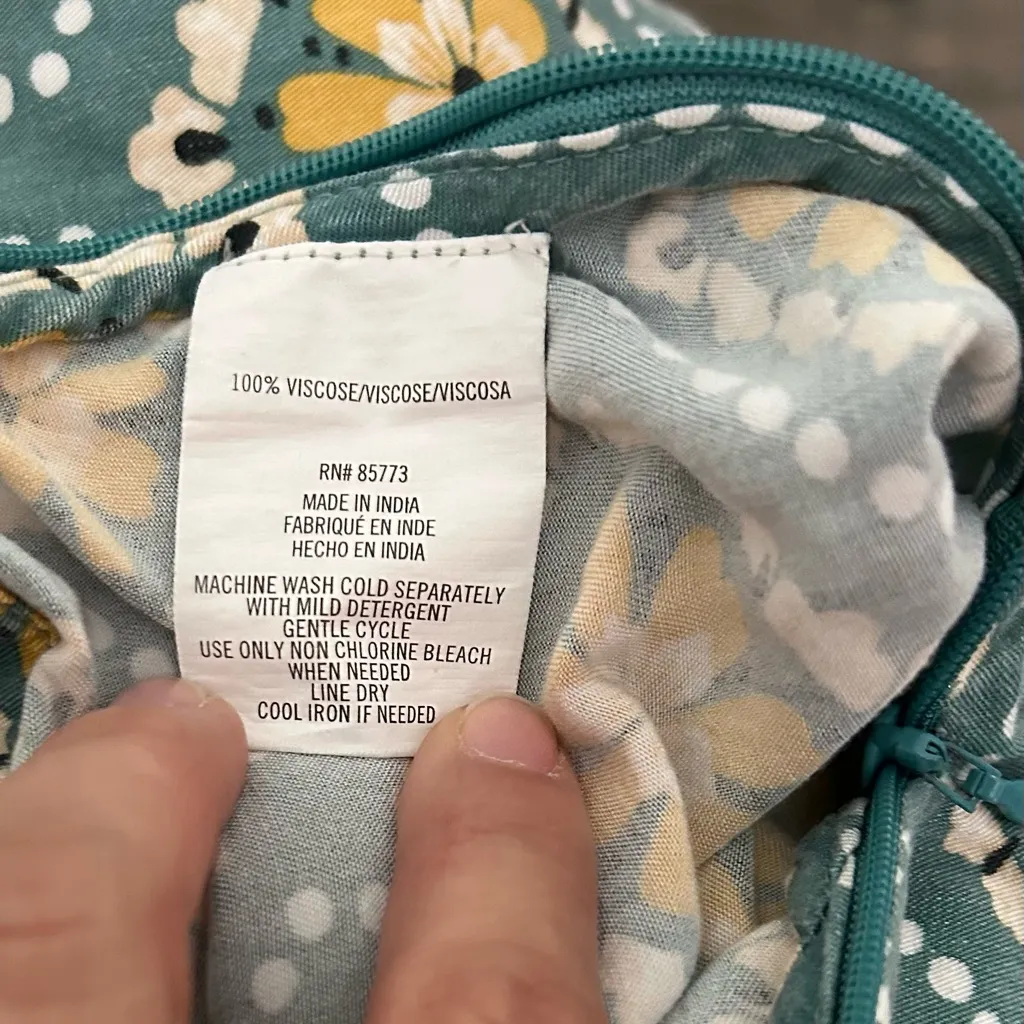 100% VISCOSE/VISCOSE/VISCOSA
RN# 85773
MADE IN INDIA
FABRIQUÉ EN INDE
HECHO EN INDIA
MACHINE WASH COLD SEPARATELY
WITH MILD DETERGENT
GENTLE CYCLE
USE ONLY NON CHLORINE BLEACH
WHEN NEEDED
LINE DRY
COOL IRON IF NEEDED